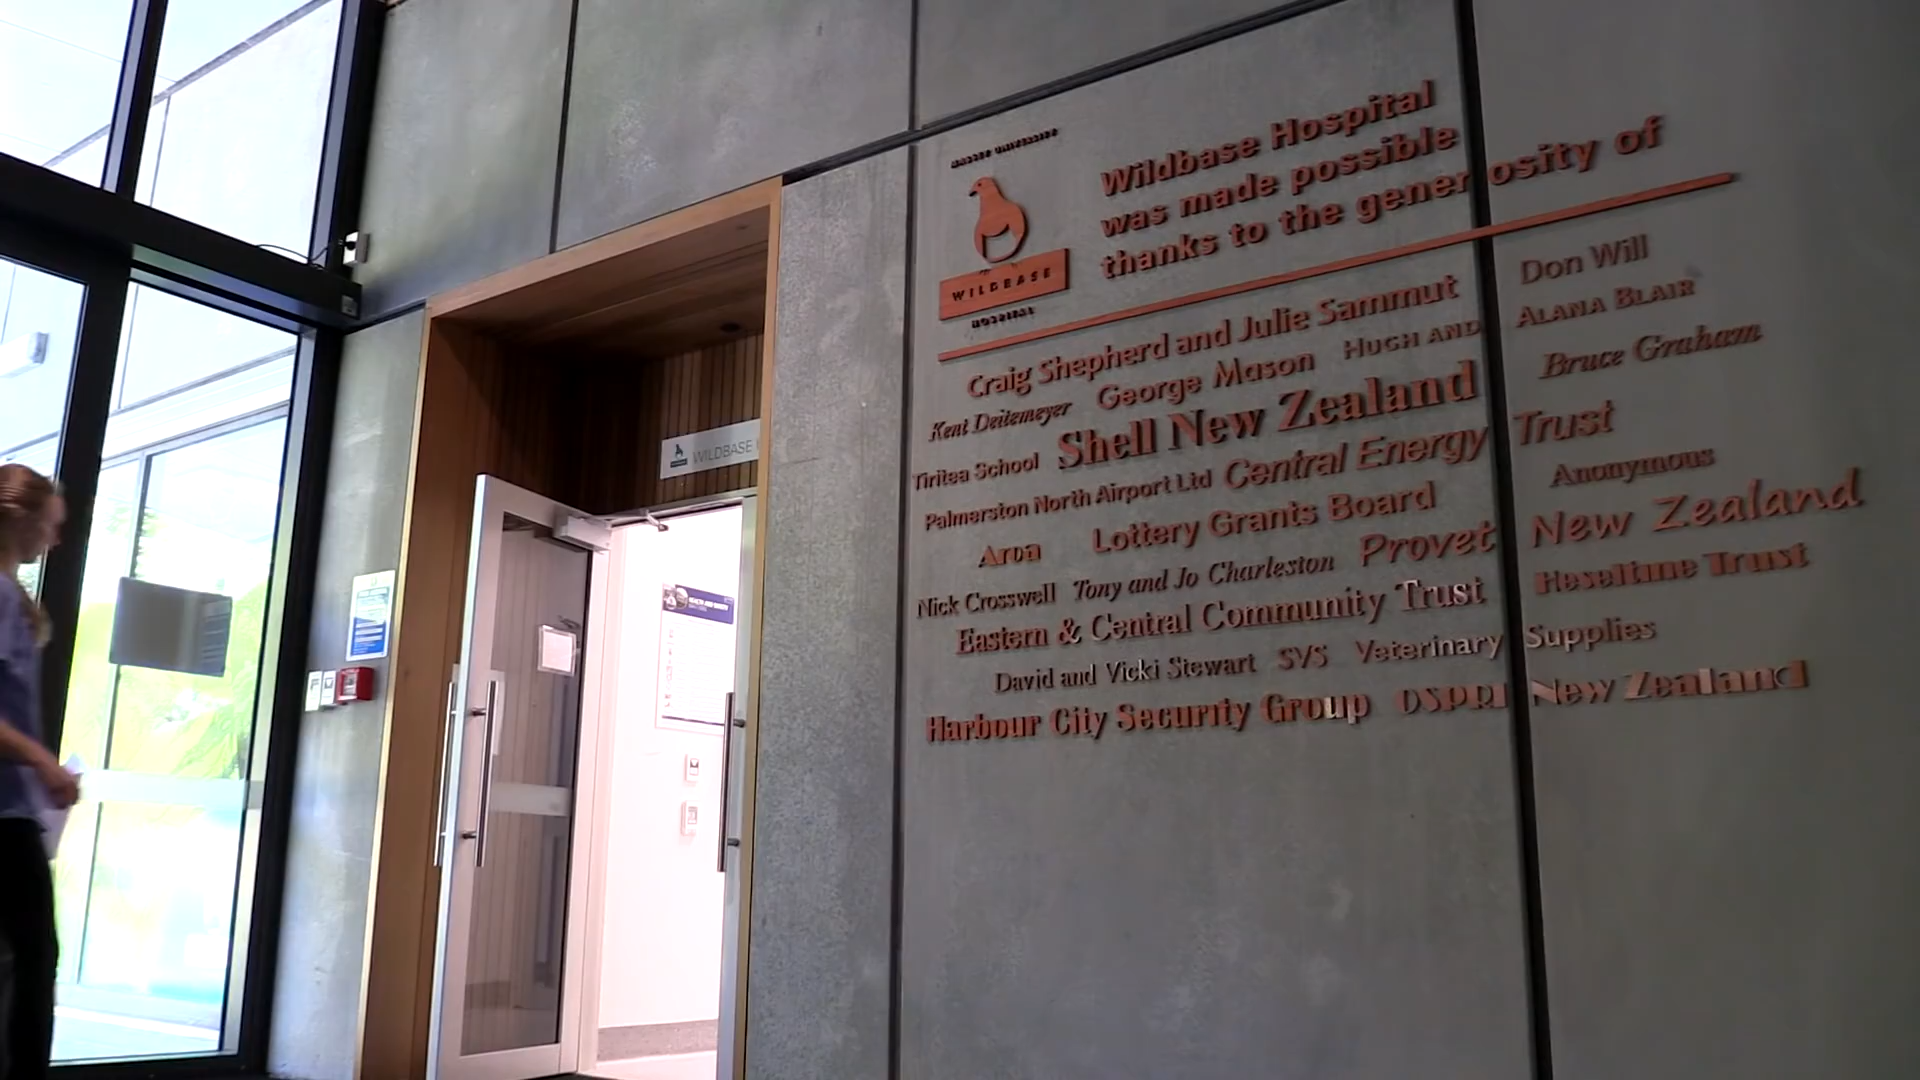 MASSEY UNIVERSITY
WILDBASE
HOSPITAL
Wildbase Hospital
was made possible
thanks to the generosity of
Craig Shepherd and Julie Sammut
Don Will
Kent Deitemeyer George Mason HUGH AND ALANA BLAIR
Shell New Zealand Bruce Graham
Tiritea School Central Energy Trust
Palmerston North Airport Ltd Anonymous
Aroa Lottery Grants Board
Provet New Zealand
Nick Crosswell Tony and Jo Charleston
Eastern & Central Community Trust Heseltine Trust
David and Vicki Stewart SVS Veterinary Supplies
Harbour City Security Group OSPRI New Zealand
WILDBASE
HEALTH AND SAFETY